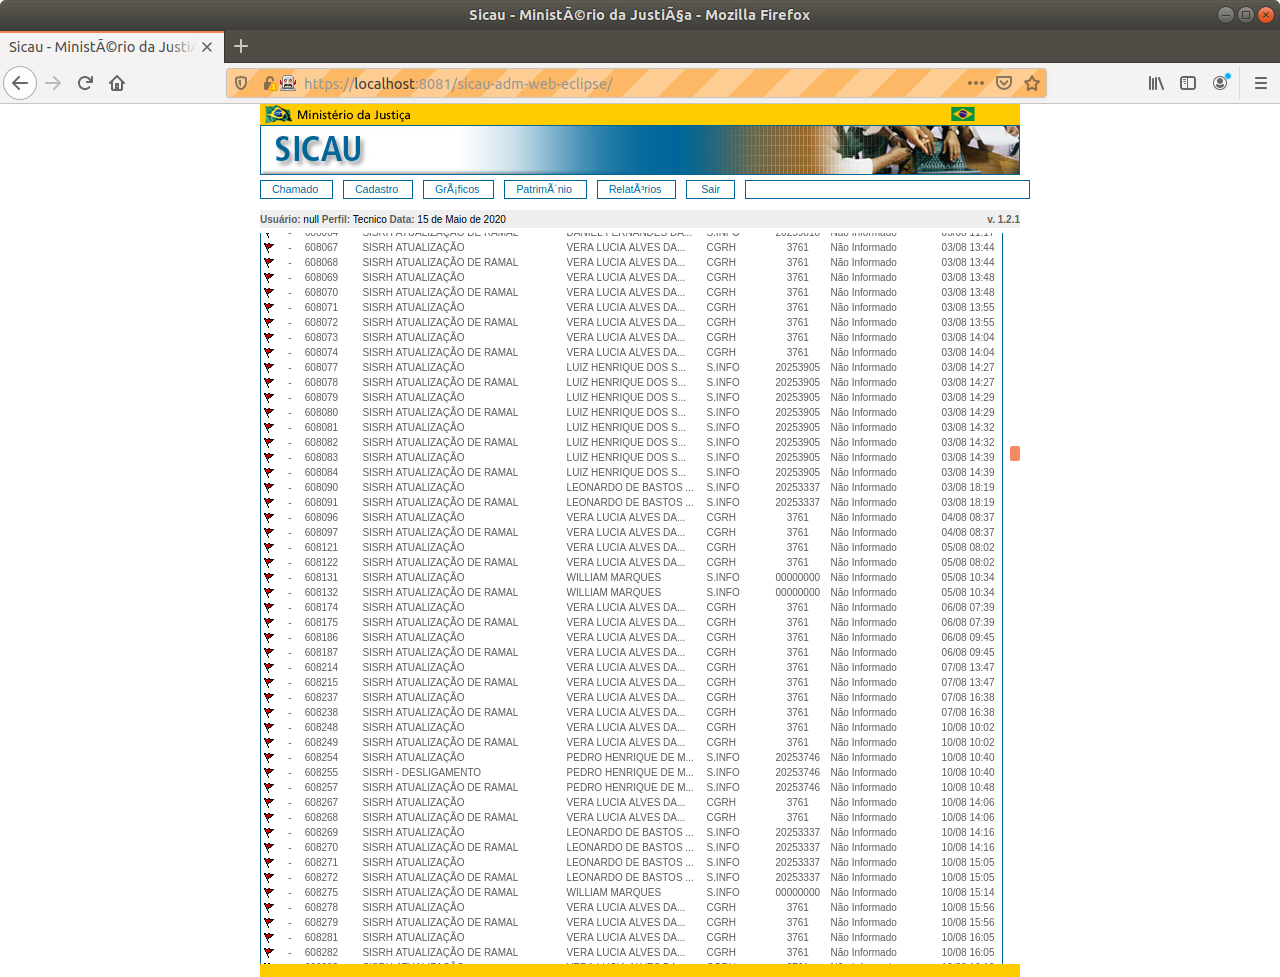 Sicau - MinistÃ©rio da JustiÃ§a - Mozilla Firefox
Sicau - MinistÃ©rio da JustiÃ
https://localhost:8081/sicau-adm-web-eclipse/
Ministério da Justiça
SICAU
Chamado Cadastro GrÃ¡ficos PatrimÃ´nio RelatÃ³rios Sair
Usuário: null Perfil: Tecnico Data: 15 de Maio de 2020 v. 1.2.1
- 608064 SISRH ATUALIZAÇÃO DE RAMAL DANIEL FERNANDES DA... S.INFO 20253818 Não Informado 03/08 11:17
- 608067 SISRH ATUALIZAÇÃO VERA LUCIA ALVES DA... CGRH 3761 Não Informado 03/08 13:44
- 608068 SISRH ATUALIZAÇÃO DE RAMAL VERA LUCIA ALVES DA... CGRH 3761 Não Informado 03/08 13:44
- 608069 SISRH ATUALIZAÇÃO VERA LUCIA ALVES DA... CGRH 3761 Não Informado 03/08 13:48
- 608070 SISRH ATUALIZAÇÃO DE RAMAL VERA LUCIA ALVES DA... CGRH 3761 Não Informado 03/08 13:48
- 608071 SISRH ATUALIZAÇÃO VERA LUCIA ALVES DA... CGRH 3761 Não Informado 03/08 13:55
- 608072 SISRH ATUALIZAÇÃO DE RAMAL VERA LUCIA ALVES DA... CGRH 3761 Não Informado 03/08 13:55
- 608073 SISRH ATUALIZAÇÃO VERA LUCIA ALVES DA... CGRH 3761 Não Informado 03/08 14:04
- 608074 SISRH ATUALIZAÇÃO DE RAMAL VERA LUCIA ALVES DA... CGRH 3761 Não Informado 03/08 14:04
- 608077 SISRH ATUALIZAÇÃO LUIZ HENRIQUE DOS S... S.INFO 20253905 Não Informado 03/08 14:27
- 608078 SISRH ATUALIZAÇÃO DE RAMAL LUIZ HENRIQUE DOS S... S.INFO 20253905 Não Informado 03/08 14:27
- 608079 SISRH ATUALIZAÇÃO LUIZ HENRIQUE DOS S... S.INFO 20253905 Não Informado 03/08 14:29
- 608080 SISRH ATUALIZAÇÃO DE RAMAL LUIZ HENRIQUE DOS S... S.INFO 20253905 Não Informado 03/08 14:29
- 608081 SISRH ATUALIZAÇÃO LUIZ HENRIQUE DOS S... S.INFO 20253905 Não Informado 03/08 14:32
- 608082 SISRH ATUALIZAÇÃO DE RAMAL LUIZ HENRIQUE DOS S... S.INFO 20253905 Não Informado 03/08 14:32
- 608083 SISRH ATUALIZAÇÃO LUIZ HENRIQUE DOS S... S.INFO 20253905 Não Informado 03/08 14:39
- 608084 SISRH ATUALIZAÇÃO DE RAMAL LUIZ HENRIQUE DOS S... S.INFO 20253905 Não Informado 03/08 14:39
- 608090 SISRH ATUALIZAÇÃO LEONARDO DE BASTOS ... S.INFO 20253337 Não Informado 03/08 18:19
- 608091 SISRH ATUALIZAÇÃO DE RAMAL LEONARDO DE BASTOS ... S.INFO 20253337 Não Informado 03/08 18:19
- 608096 SISRH ATUALIZAÇÃO VERA LUCIA ALVES DA... CGRH 3761 Não Informado 04/08 08:37
- 608097 SISRH ATUALIZAÇÃO DE RAMAL VERA LUCIA ALVES DA... CGRH 3761 Não Informado 04/08 08:37
- 608121 SISRH ATUALIZAÇÃO VERA LUCIA ALVES DA... CGRH 3761 Não Informado 05/08 08:02
- 608122 SISRH ATUALIZAÇÃO DE RAMAL VERA LUCIA ALVES DA... CGRH 3761 Não Informado 05/08 08:02
- 608131 SISRH ATUALIZAÇÃO WILLIAM MARQUES S.INFO 00000000 Não Informado 05/08 10:34
- 608132 SISRH ATUALIZAÇÃO DE RAMAL WILLIAM MARQUES S.INFO 00000000 Não Informado 05/08 10:34
- 608174 SISRH ATUALIZAÇÃO VERA LUCIA ALVES DA... CGRH 3761 Não Informado 06/08 07:39
- 608175 SISRH ATUALIZAÇÃO DE RAMAL VERA LUCIA ALVES DA... CGRH 3761 Não Informado 06/08 07:39
- 608186 SISRH ATUALIZAÇÃO VERA LUCIA ALVES DA... CGRH 3761 Não Informado 06/08 09:45
- 608187 SISRH ATUALIZAÇÃO DE RAMAL VERA LUCIA ALVES DA... CGRH 3761 Não Informado 06/08 09:45
- 608214 SISRH ATUALIZAÇÃO VERA LUCIA ALVES DA... CGRH 3761 Não Informado 07/08 13:47
- 608215 SISRH ATUALIZAÇÃO DE RAMAL VERA LUCIA ALVES DA... CGRH 3761 Não Informado 07/08 13:47
- 608237 SISRH ATUALIZAÇÃO VERA LUCIA ALVES DA... CGRH 3761 Não Informado 07/08 16:38
- 608238 SISRH ATUALIZAÇÃO DE RAMAL VERA LUCIA ALVES DA... CGRH 3761 Não Informado 07/08 16:38
- 608248 SISRH ATUALIZAÇÃO VERA LUCIA ALVES DA... CGRH 3761 Não Informado 10/08 10:02
- 608249 SISRH ATUALIZAÇÃO DE RAMAL VERA LUCIA ALVES DA... CGRH 3761 Não Informado 10/08 10:02
- 608254 SISRH ATUALIZAÇÃO PEDRO HENRIQUE DE M... S.INFO 20253746 Não Informado 10/08 10:40
- 608255 SISRH - DESLIGAMENTO PEDRO HENRIQUE DE M... S.INFO 20253746 Não Informado 10/08 10:40
- 608257 SISRH ATUALIZAÇÃO DE RAMAL PEDRO HENRIQUE DE M... S.INFO 20253746 Não Informado 10/08 10:48
- 608267 SISRH ATUALIZAÇÃO VERA LUCIA ALVES DA... CGRH 3761 Não Informado 10/08 14:06
- 608268 SISRH ATUALIZAÇÃO DE RAMAL VERA LUCIA ALVES DA... CGRH 3761 Não Informado 10/08 14:06
- 608269 SISRH ATUALIZAÇÃO LEONARDO DE BASTOS ... S.INFO 20253337 Não Informado 10/08 14:16
- 608270 SISRH ATUALIZAÇÃO DE RAMAL LEONARDO DE BASTOS ... S.INFO 20253337 Não Informado 10/08 14:16
- 608271 SISRH ATUALIZAÇÃO LEONARDO DE BASTOS ... S.INFO 20253337 Não Informado 10/08 15:05
- 608272 SISRH ATUALIZAÇÃO DE RAMAL LEONARDO DE BASTOS ... S.INFO 20253337 Não Informado 10/08 15:05
- 608275 SISRH ATUALIZAÇÃO DE RAMAL WILLIAM MARQUES S.INFO 00000000 Não Informado 10/08 15:14
- 608278 SISRH ATUALIZAÇÃO VERA LUCIA ALVES DA... CGRH 3761 Não Informado 10/08 15:56
- 608279 SISRH ATUALIZAÇÃO DE RAMAL VERA LUCIA ALVES DA... CGRH 3761 Não Informado 10/08 15:56
- 608281 SISRH ATUALIZAÇÃO VERA LUCIA ALVES DA... CGRH 3761 Não Informado 10/08 16:05
- 608282 SISRH ATUALIZAÇÃO DE RAMAL VERA LUCIA ALVES DA... CGRH 3761 Não Informado 10/08 16:05